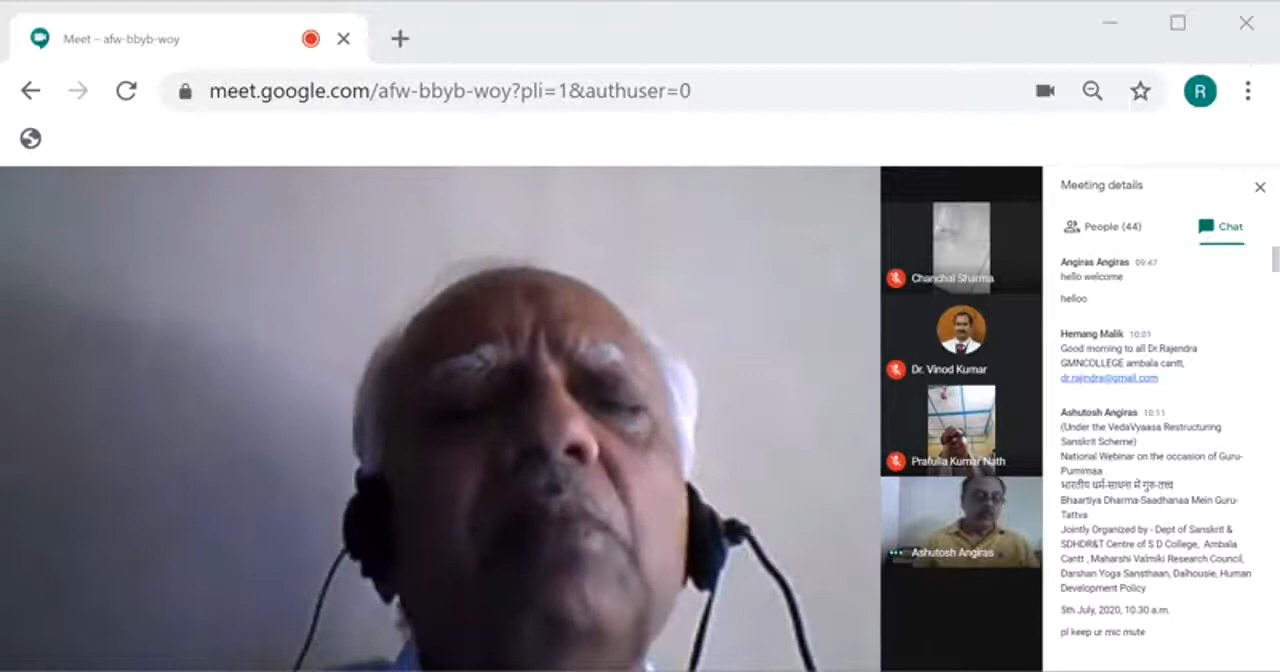 Meet – afw-bbyb-woy
meet.google.com/afw-bbyb-woy?pli=1&authuser=0
R
Chanchal Sharma
Dr. Vinod Kumar
Prafulla Kumar Nath
Ashutosh Angiras
Meeting details
People (44)
Chat
Angiras Angiras 09:47
hello welcome
helloo
Hemang Malik 10:01
Good morning to all Dr.Rajendra
GMNCOLLEGE ambala cantt,
dr.rajindra@gmail.com
Ashutosh Angiras 10:11
(Under the VedaVyaasa Restructuring
Sanskrit Scheme)
National Webinar on the occasion of Guru-
Purnimaa
भारतीय धर्म-साधना में गुरु-तत्त्व
Bhaartiya Dharma-Saadhanaa Mein Guru-
Tattva
Jointly Organized by - Dept of Sanskrit &
SDHDR&T Centre of S D College, Ambala
Cantt , Maharshi Valmiki Research Council,
Darshan Yoga Sansthaan, Dalhousie, Human
Development Policy
5th July, 2020, 10.30 a.m.
pl keep ur mic mute